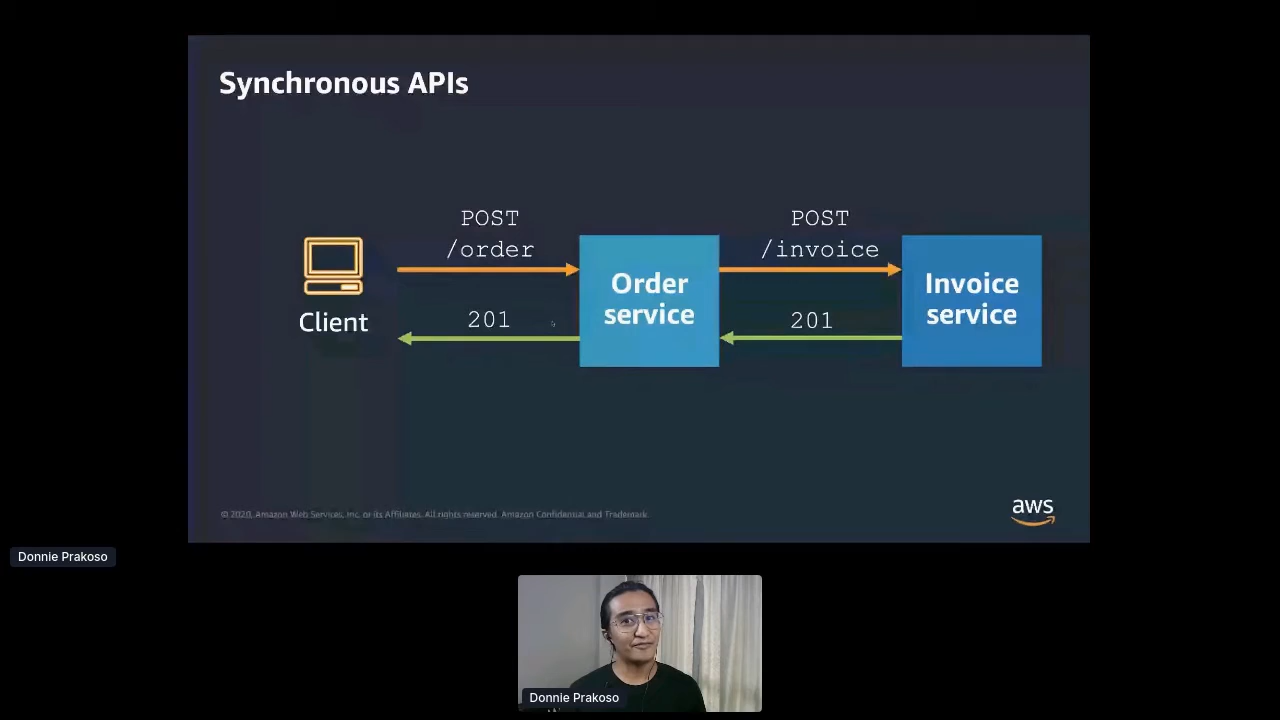 Synchronous APIs
POST
/order
POST
/invoice
Order
service
Invoice
service
Client
201
201
© 2020, Amazon Web Services, Inc. or its Affiliates. All rights reserved. Amazon Confidential and Trademark.
aws
Donnie Prakoso
Donnie Prakoso